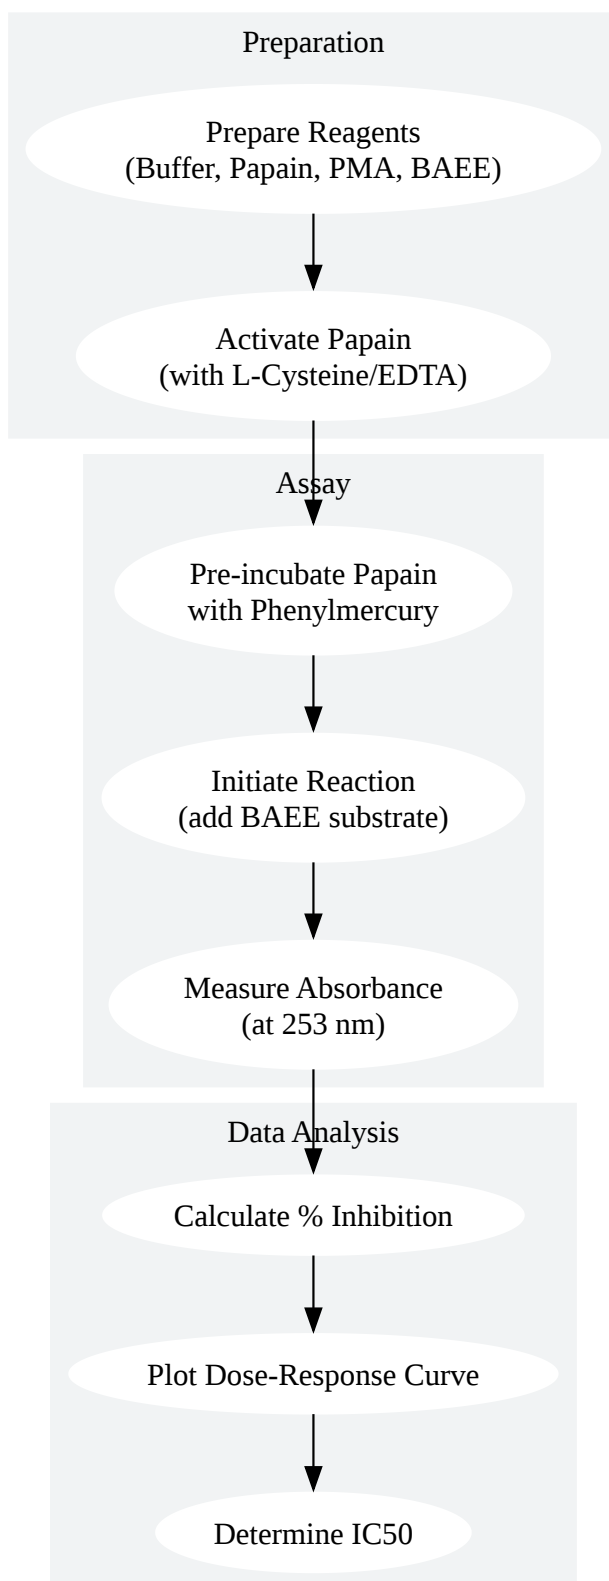 Preparation
Prepare Reagents
(Buffer, Papain, PMA, BAEE)
Activate Papain
(with L-Cysteine/EDTA)
Assay
Pre-incubate Papain
with Phenylmercury
Initiate Reaction
(add BAEE substrate)
Measure Absorbance
(at 253 nm)
Data Analysis
Calculate % Inhibition
Plot Dose-Response Curve
Determine IC50